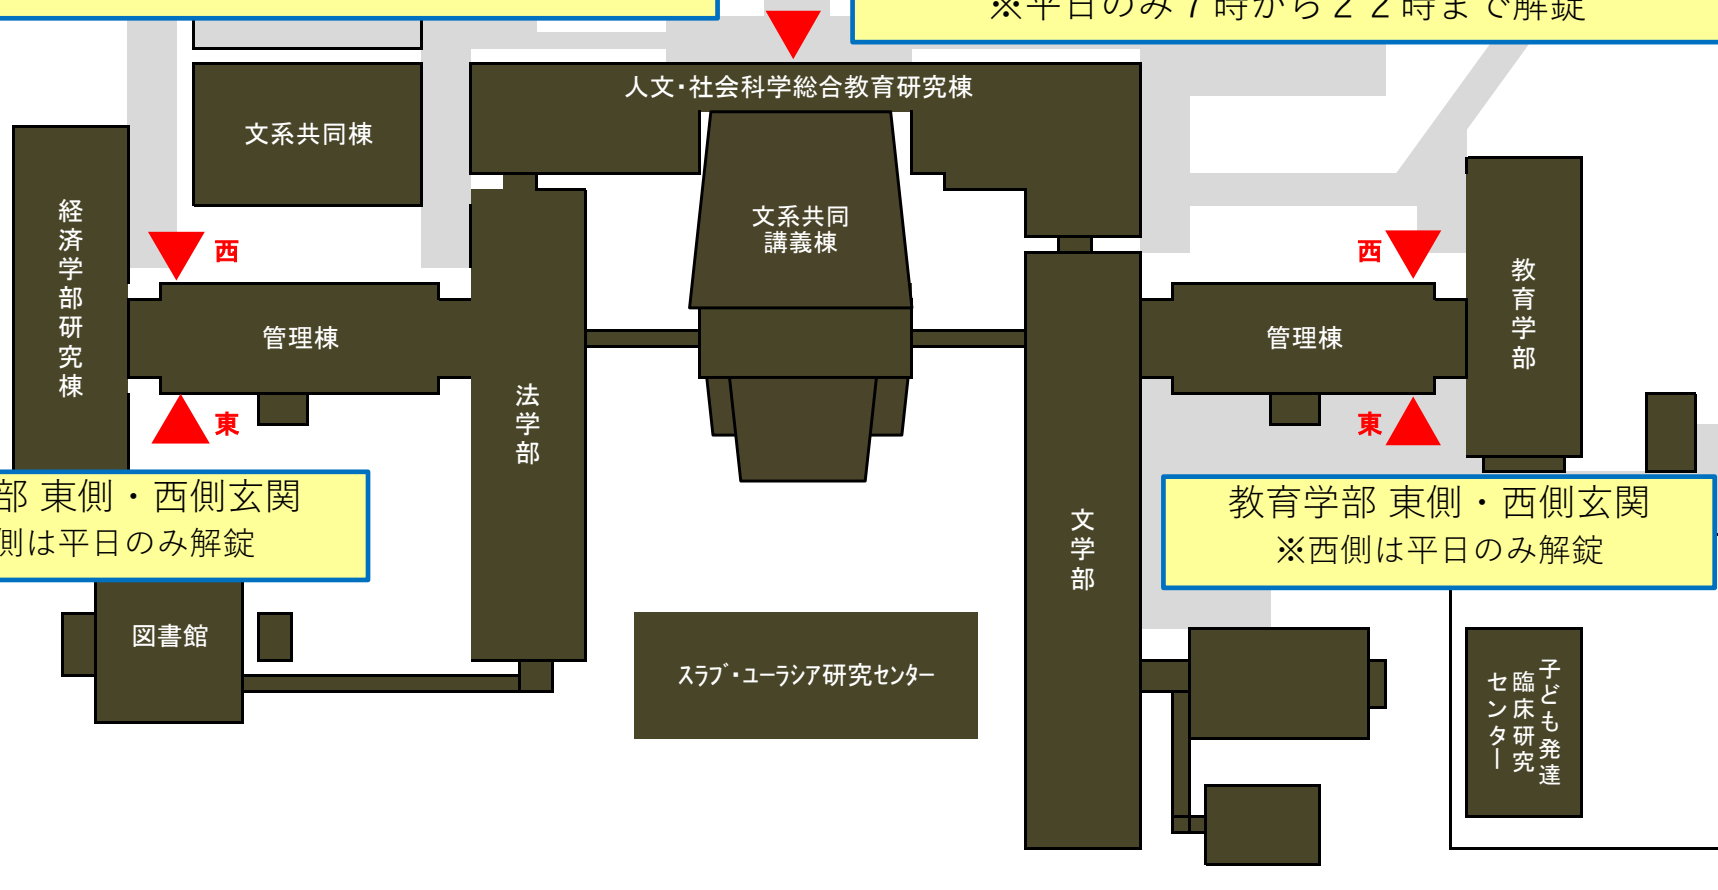 ※平日のみ７時から２２時まで解錠
人文・社会科学総合教育研究棟
文系共同棟
経済学部研究棟
文系共同
講義棟
西
西
教育学部
管理棟
管理棟
法学部
東
東
部 東側・西側玄関
側は平日のみ解錠
教育学部 東側・西側玄関
※西側は平日のみ解錠
文学部
図書館
スラブ・ユーラシア研究センター
子ども発達
臨床研究
センター